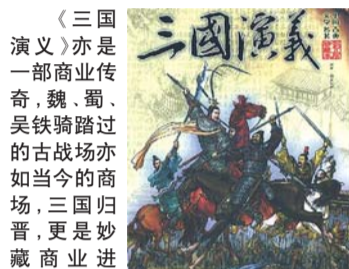 《三国
演义》亦是
一部商业传
奇，魏、蜀、
吴铁骑踏过
的古战场亦
如当今的商
场，三国归
晋，更是妙
藏商业进
三國演義